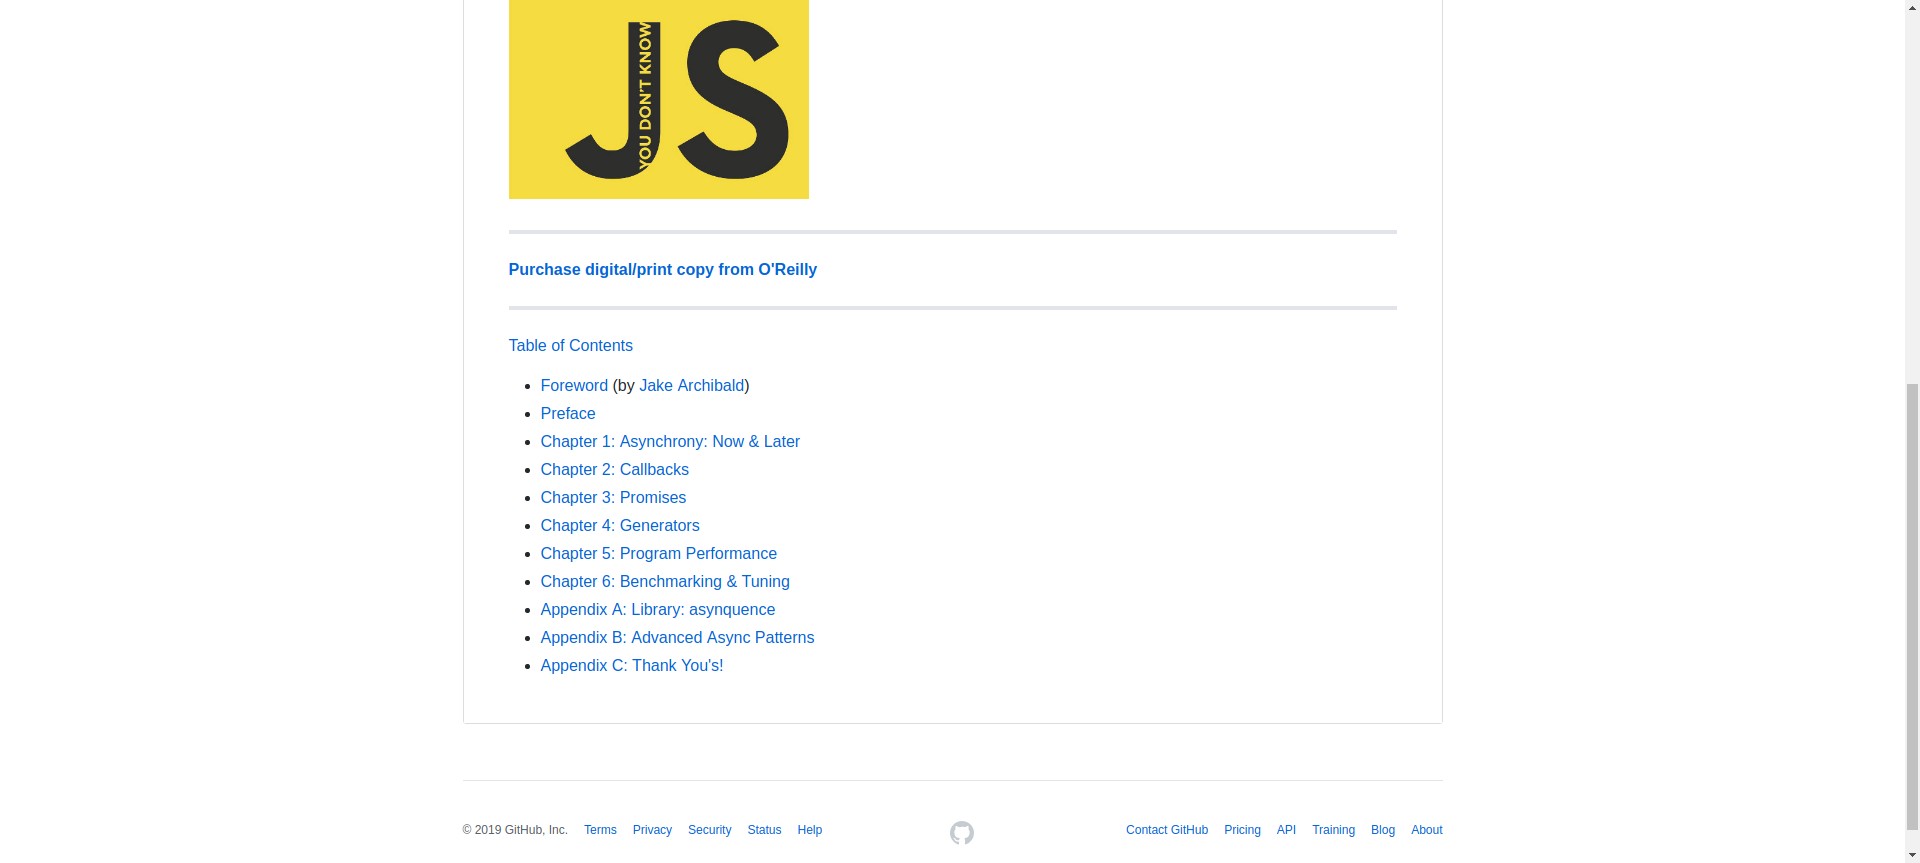 JS
YOU DON'T KNOW
Purchase digital/print copy from O'Reilly
Table of Contents
Foreword (by Jake Archibald)
Preface
Chapter 1: Asynchrony: Now & Later
Chapter 2: Callbacks
Chapter 3: Promises
Chapter 4: Generators
Chapter 5: Program Performance
Chapter 6: Benchmarking & Tuning
Appendix A: Library: asynquence
Appendix B: Advanced Async Patterns
Appendix C: Thank You's!
© 2019 GitHub, Inc. Terms Privacy Security Status Help Contact GitHub Pricing API Training Blog About